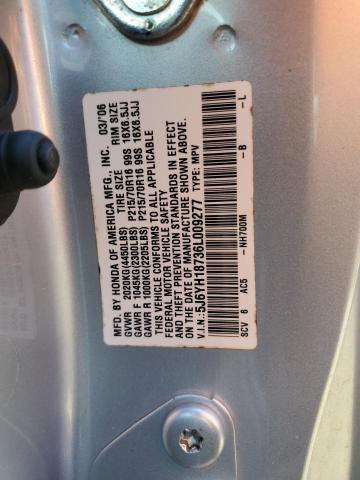 MFD. BY HONDA OF AMERICA MFG., INC. 03/'06
GVWR 2020KG(4450LBS) TIRE SIZE RIM SIZE
GAWR F 1045KG(2300LBS) P215/70R16 99S 16X6.5JJ
GAWR R 1000KG(2205LBS) P215/70R16 99S 16X6.5JJ
THIS VEHICLE CONFORMS TO ALL APPLICABLE
FEDERAL MOTOR VEHICLE SAFETY
AND THEFT PREVENTION STANDARDS IN EFFECT
ON THE DATE OF MANUFACTURE SHOWN ABOVE.
V.I.N.:5J6YH18736L009277 TYPE: MPV
SCV 6 AC5 -NH700M -B -L